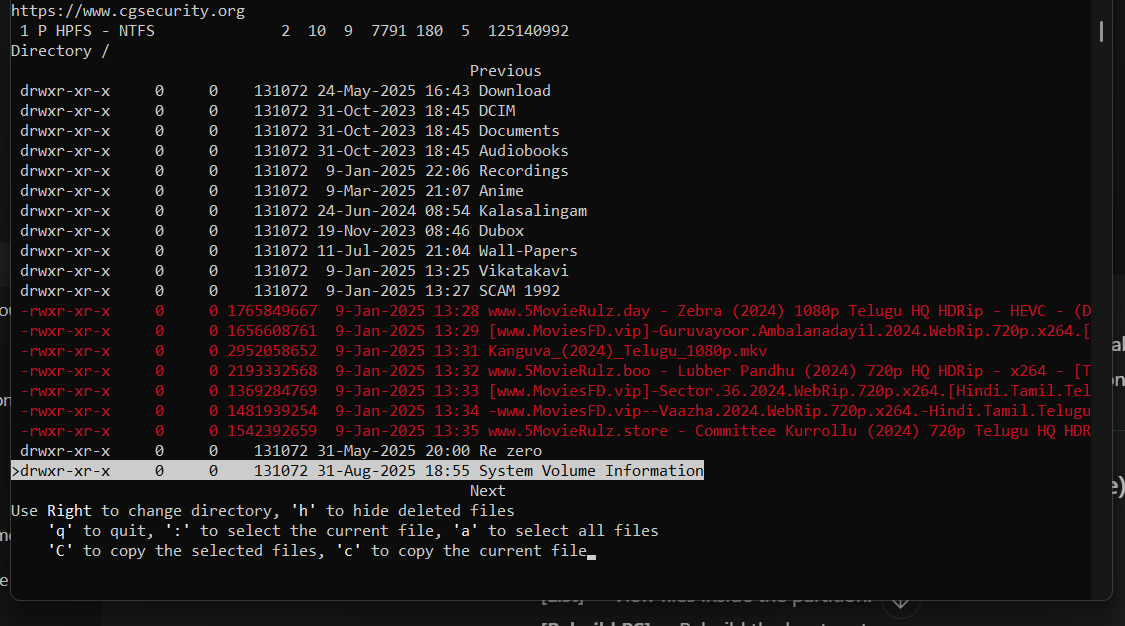 https://www.cgsecurity.org
 1 P HPFS - NTFS              2  10  9  7791 180  5  125140992
Directory /
Previous
drwxr-xr-x     0     0    131072 24-May-2025 16:43 Download
drwxr-xr-x     0     0    131072 31-Oct-2023 18:45 DCIM
drwxr-xr-x     0     0    131072 31-Oct-2023 18:45 Documents
drwxr-xr-x     0     0    131072 31-Oct-2023 18:45 Audiobooks
drwxr-xr-x     0     0    131072  9-Jan-2025 22:06 Recordings
drwxr-xr-x     0     0    131072  9-Mar-2025 21:07 Anime
drwxr-xr-x     0     0    131072 24-Jun-2024 08:54 Kalasalingam
drwxr-xr-x     0     0    131072 19-Nov-2023 08:46 Dubox
drwxr-xr-x     0     0    131072 11-Jul-2025 21:04 Wall-Papers
drwxr-xr-x     0     0    131072  9-Jan-2025 13:25 Vikatakavi
drwxr-xr-x     0     0    131072  9-Jan-2025 13:27 SCAM 1992
-rwxr-xr-x     0     0 1765849667  9-Jan-2025 13:28 www.5MovieRulz.day - Zebra (2024) 1080p Telugu HQ HDRip - HEVC - (D
-rwxr-xr-x     0     0 1656608761  9-Jan-2025 13:29 [www.MoviesFD.vip]-Guruvayoor.Ambalanadayil.2024.WebRip.720p.x264.[
-rwxr-xr-x     0     0 2952058652  9-Jan-2025 13:31 Kanguva_(2024)_Telugu_1080p.mkv
-rwxr-xr-x     0     0 2193332568  9-Jan-2025 13:32 www.5MovieRulz.boo - Lubber Pandhu (2024) 720p HQ HDRip - x264 - [T
-rwxr-xr-x     0     0 1369284769  9-Jan-2025 13:33 [www.MoviesFD.vip]-Sector.36.2024.WebRip.720p.x264.[Hindi.Tamil.Tel
-rwxr-xr-x     0     0 1481939254  9-Jan-2025 13:34 -www.MoviesFD.vip--Vaazha.2024.WebRip.720p.x264.-Hindi.Tamil.Telugu
-rwxr-xr-x     0     0 1542392659  9-Jan-2025 13:35 www.5MovieRulz.store - Committee Kurrollu (2024) 720p Telugu HQ HDR
drwxr-xr-x     0     0    131072 31-May-2025 20:00 Re zero
>drwxr-xr-x     0     0    131072 31-Aug-2025 18:55 System Volume Information
Next
Use Right to change directory, 'h' to hide deleted files
'q' to quit, ':' to select the current file, 'a' to select all files
'C' to copy the selected files, 'c' to copy the current file